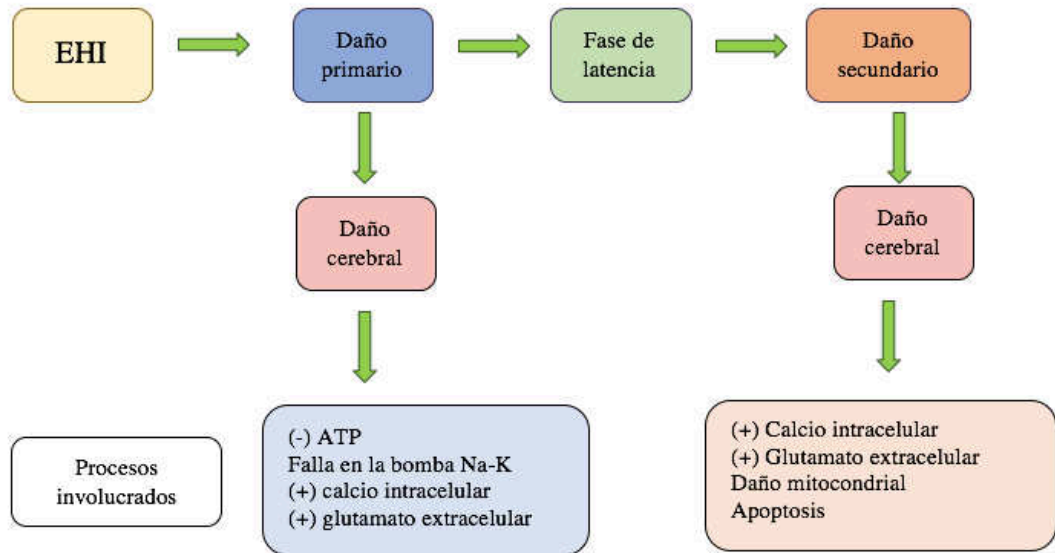 EHI
Daño
primario
Fase de
latencia
Daño
secundario
Daño
cerebral
Daño
cerebral
Procesos
involucrados
(-) ATP
Falla en la bomba Na-K
(+) calcio intracelular
(+) glutamato extracelular
(+) Calcio intracelular
(+) Glutamato extracelular
Daño mitocondrial
Apoptosis